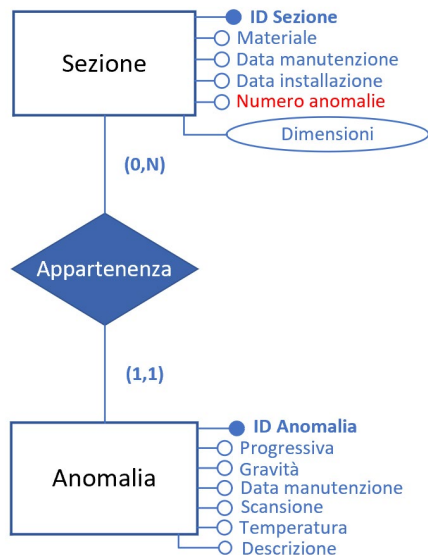 ID Sezione
Materiale
Data manutenzione
Data installazione
Numero anomalie
Sezione
Dimensioni
(0,N)
Appartenenza
(1,1)
ID Anomalia
Progressiva
Gravità
Data manutenzione
Scansione
Temperatura
Descrizione
Anomalia